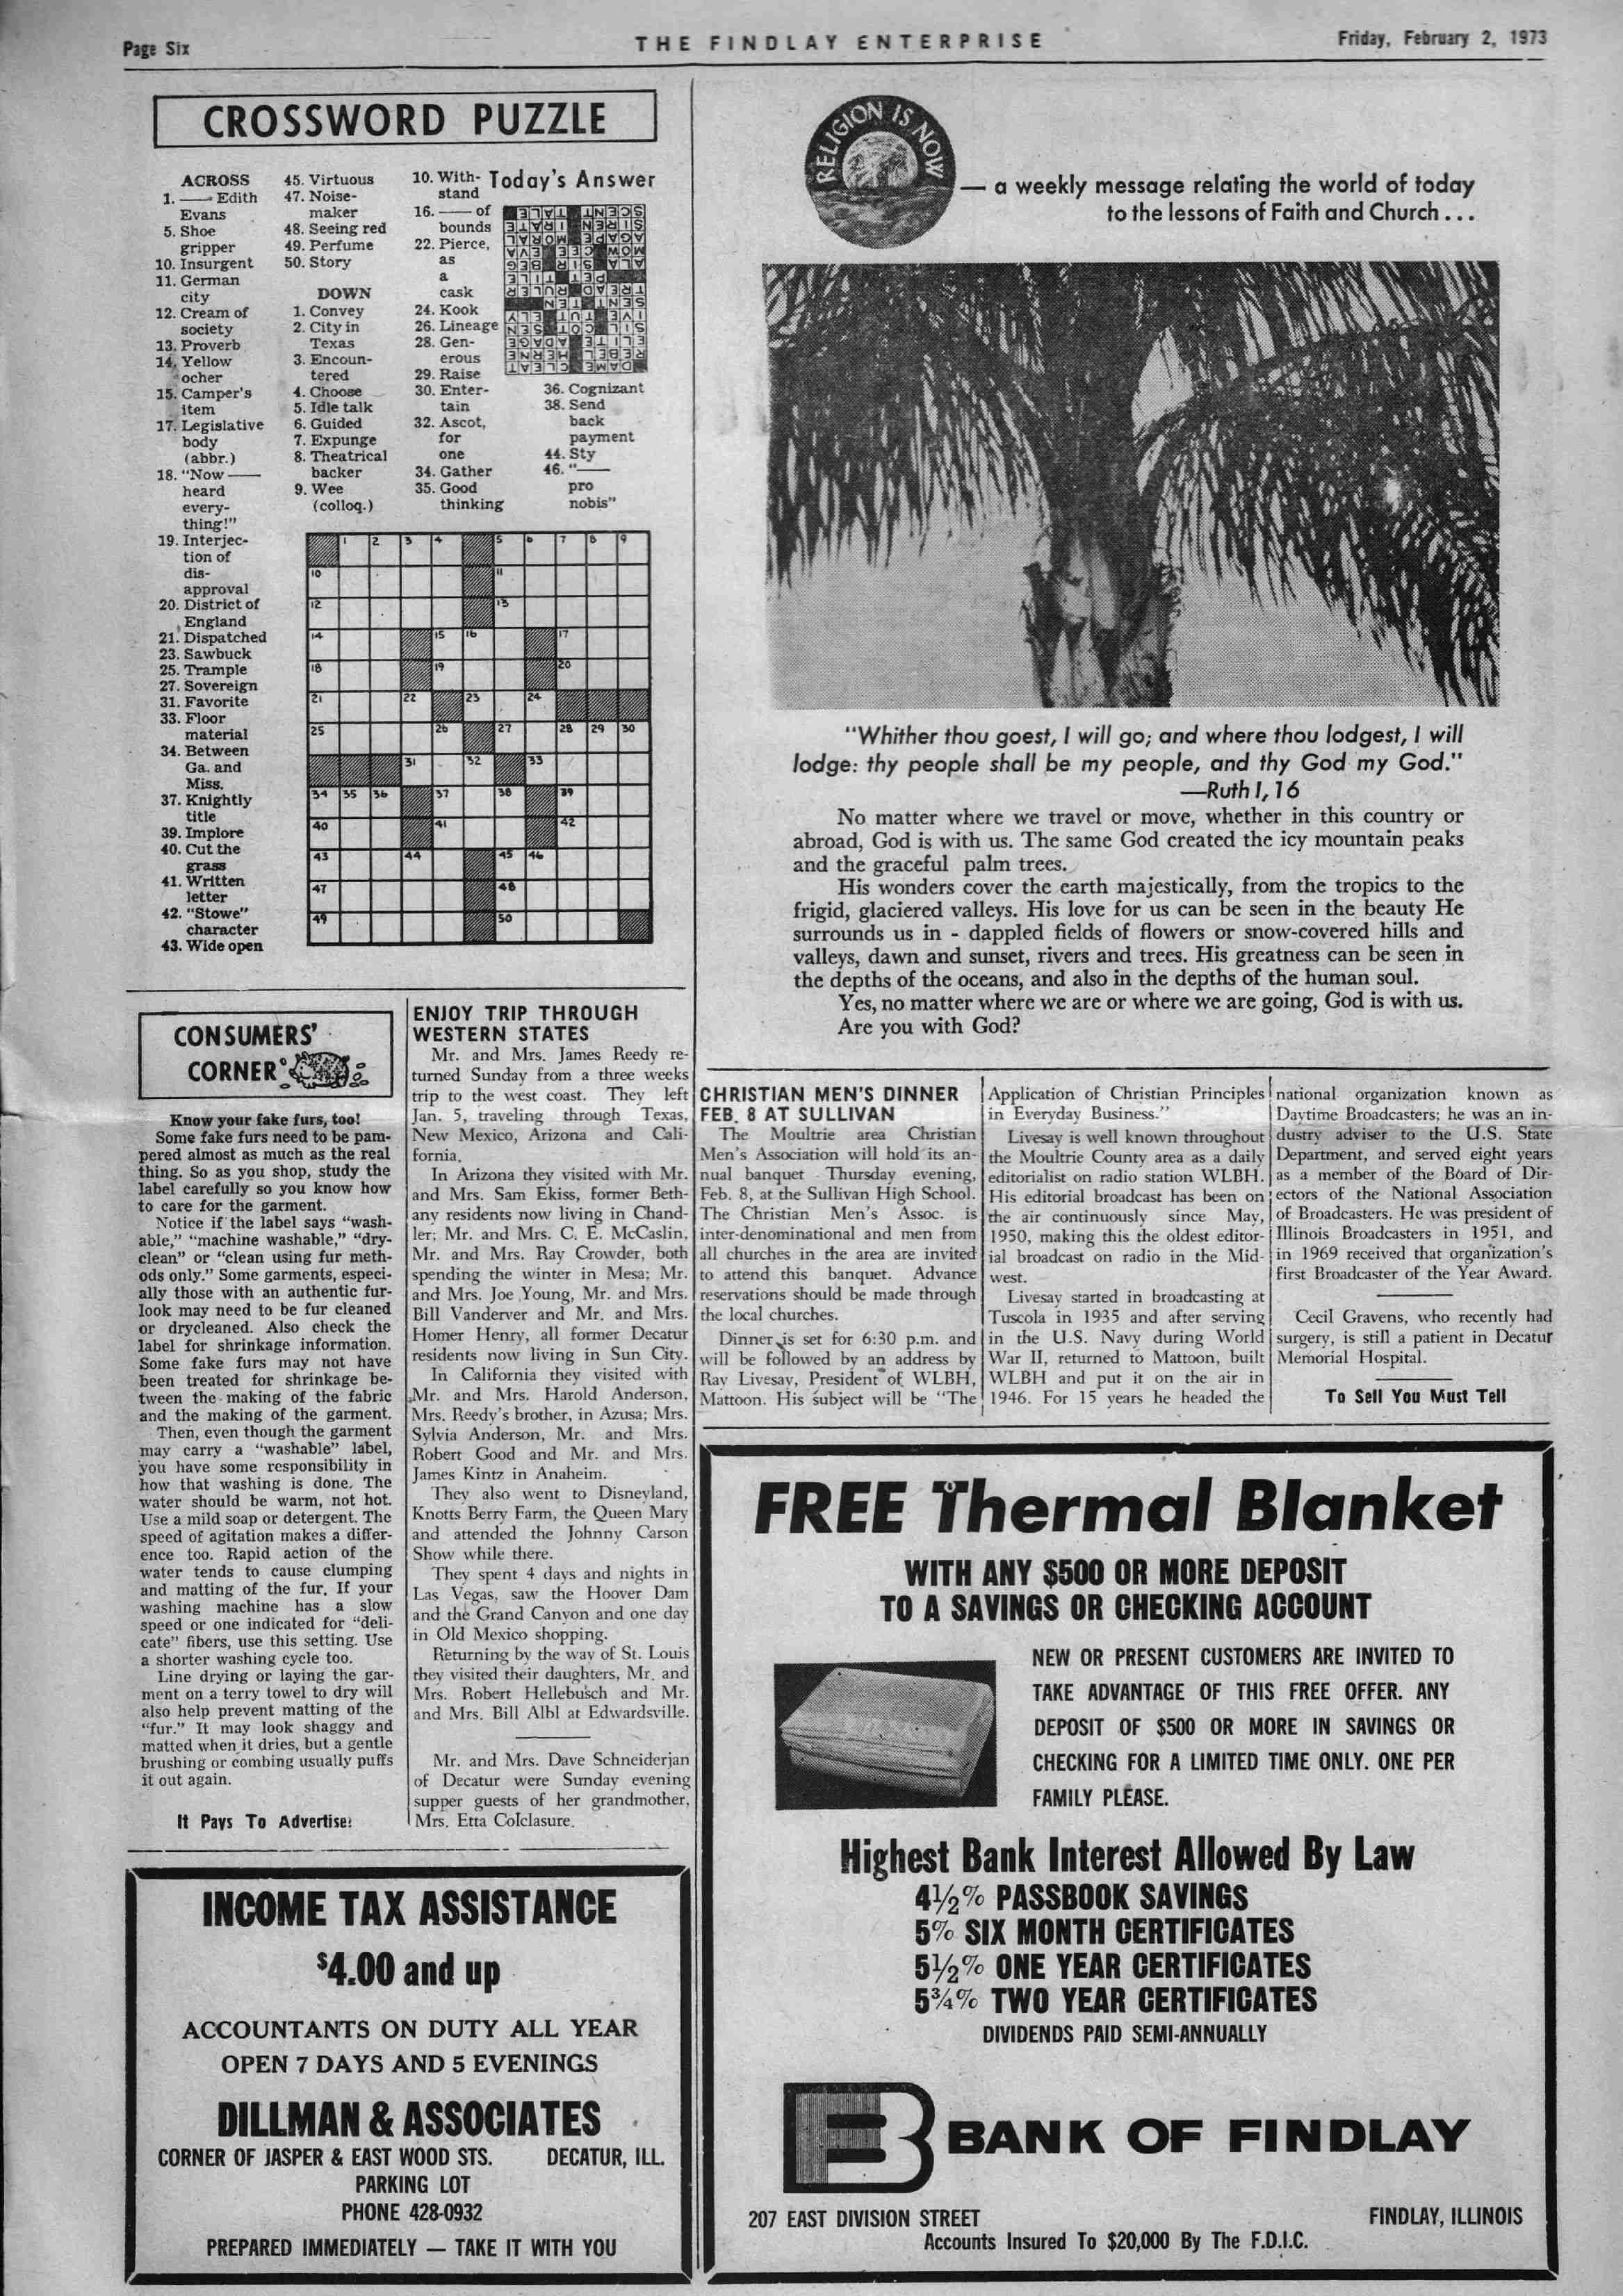 Page Six
THE FINDLAY ENTERPRISE
Friday, February 2, 1973
CROSSWORD PUZZLE
ACROSS
1. —— Edith
Evans
5. Shoe
gripper
10. Insurgent
11. German
city
12. Cream of
society
13. Proverb
14. Yellow
ocher
15. Camper's
item
17. Legislative
body
(abbr.)
18. "Now ——
heard
every-
thing!"
19. Interjec-
tion of
dis-
approval
20. District of
England
21. Dispatched
23. Sawbuck
25. Trample
27. Sovereign
31. Favorite
33. Floor
material
34. Between
Ga. and
Miss.
37. Knightly
title
39. Implore
40. Cut the
grass
41. Written
letter
42. "Stowe"
character
43. Wide open
45. Virtuous
47. Noise-
maker
48. Seeing red
49. Perfume
50. Story
DOWN
1. Convey
2. City in
Texas
3. Encoun-
tered
4. Choose
5. Idle talk
6. Guided
7. Expunge
8. Theatrical
backer
9. Wee
(colloq.)
10. With-
stand
16. —— of
bounds
22. Pierce,
as
a
cask
24. Kook
26. Lineage
28. Gen-
erous
29. Raise
30. Enter-
tain
32. Ascot,
for
one
34. Gather
35. Good
thinking
Today's Answer
36. Cognizant
38. Send
back
payment
44. Sty
46. "——
pro
nobis"
1 2 3 4 5 6 7 8 9
10 11
12 13
14 15 16 17
18 19 20
21 22 23 24
25 26 27 28 29 30
31 32 33
34 35 36 37 38 39
40 41 42
43 44 45 46
47 48
49 50
RELIGION IS NOW
— a weekly message relating the world of today
to the lessons of Faith and Church . . .
"Whither thou goest, I will go; and where thou lodgest, I will
lodge: thy people shall be my people, and thy God my God."
—Ruth I, 16
No matter where we travel or move, whether in this country or
abroad, God is with us. The same God created the icy mountain peaks
and the graceful palm trees.
His wonders cover the earth majestically, from the tropics to the
frigid, glaciered valleys. His love for us can be seen in the beauty He
surrounds us in - dappled fields of flowers or snow-covered hills and
valleys, dawn and sunset, rivers and trees. His greatness can be seen in
the depths of the oceans, and also in the depths of the human soul.
Yes, no matter where we are or where we are going, God is with us.
Are you with God?
CONSUMERS'
CORNER
Know your fake furs, too!
Some fake furs need to be pam-
pered almost as much as the real
thing. So as you shop, study the
label carefully so you know how
to care for the garment.
Notice if the label says "wash-
able," "machine washable," "dry-
clean" or "clean using fur meth-
ods only." Some garments, especi-
ally those with an authentic fur-
look may need to be fur cleaned
or drycleaned. Also check the
label for shrinkage information.
Some fake furs may not have
been treated for shrinkage be-
tween the making of the fabric
and the making of the garment.
Then, even though the garment
may carry a "washable" label,
you have some responsibility in
how that washing is done. The
water should be warm, not hot.
Use a mild soap or detergent. The
speed of agitation makes a differ-
ence too. Rapid action of the
water tends to cause clumping
and matting of the fur. If your
washing machine has a slow
speed or one indicated for "deli-
cate" fibers, use this setting. Use
a shorter washing cycle too.
Line drying or laying the gar-
ment on a terry towel to dry will
also help prevent matting of the
"fur." It may look shaggy and
matted when it dries, but a gentle
brushing or combing usually puffs
it out again.
It Pays To Advertise!
ENJOY TRIP THROUGH
WESTERN STATES
Mr. and Mrs. James Reedy re-
turned Sunday from a three weeks
trip to the west coast. They left
Jan. 5, traveling through Texas,
New Mexico, Arizona and Cali-
fornia.
In Arizona they visited with Mr.
and Mrs. Sam Ekiss, former Beth-
any residents now living in Chand-
ler; Mr. and Mrs. C. E. McCaslin,
Mr. and Mrs. Ray Crowder, both
spending the winter in Mesa; Mr.
and Mrs. Joe Young, Mr. and Mrs.
Bill Vanderver and Mr. and Mrs.
Homer Henry, all former Decatur
residents now living in Sun City.
In California they visited with
Mr. and Mrs. Harold Anderson,
Mrs. Reedy's brother, in Azusa; Mrs.
Sylvia Anderson, Mr. and Mrs.
Robert Good and Mr. and Mrs.
James Kintz in Anaheim.
They also went to Disneyland,
Knotts Berry Farm, the Queen Mary
and attended the Johnny Carson
Show while there.
They spent 4 days and nights in
Las Vegas, saw the Hoover Dam
and the Grand Canyon and one day
in Old Mexico shopping.
Returning by the way of St. Louis
they visited their daughters, Mr. and
Mrs. Robert Hellebusch and Mr.
and Mrs. Bill Albl at Edwardsville.
Mr. and Mrs. Dave Schneiderjan
of Decatur were Sunday evening
supper guests of her grandmother,
Mrs. Etta Colclasure.
CHRISTIAN MEN'S DINNER
FEB. 8 AT SULLIVAN
The Moultrie area Christian
Men's Association will hold its an-
nual banquet Thursday evening,
Feb. 8, at the Sullivan High School.
The Christian Men's Assoc. is
inter-denominational and men from
all churches in the area are invited
to attend this banquet. Advance
reservations should be made through
the local churches.
Dinner is set for 6:30 p.m. and
will be followed by an address by
Ray Livesay, President of WLBH,
Mattoon. His subject will be "The
Application of Christian Principles
in Everyday Business."
Livesay is well known throughout
the Moultrie County area as a daily
editorialist on radio station WLBH.
His editorial broadcast has been on
the air continuously since May,
1950, making this the oldest editor-
ial broadcast on radio in the Mid-
west.
Livesay started in broadcasting at
Tuscola in 1935 and after serving
in the U.S. Navy during World
War II, returned to Mattoon, built
WLBH and put it on the air in
1946. For 15 years he headed the
national organization known as
Daytime Broadcasters; he was an in-
dustry adviser to the U.S. State
Department, and served eight years
as a member of the Board of Dir-
ectors of the National Association
of Broadcasters. He was president of
Illinois Broadcasters in 1951, and
in 1969 received that organization's
first Broadcaster of the Year Award.
Cecil Gravens, who recently had
surgery, is still a patient in Decatur
Memorial Hospital.
To Sell You Must Tell
INCOME TAX ASSISTANCE
$4.00 and up
ACCOUNTANTS ON DUTY ALL YEAR
OPEN 7 DAYS AND 5 EVENINGS
DILLMAN & ASSOCIATES
CORNER OF JASPER & EAST WOOD STS. DECATUR, ILL.
PARKING LOT
PHONE 428-0932
PREPARED IMMEDIATELY — TAKE IT WITH YOU
FREE Thermal Blanket
WITH ANY $500 OR MORE DEPOSIT
TO A SAVINGS OR CHECKING ACCOUNT
NEW OR PRESENT CUSTOMERS ARE INVITED TO
TAKE ADVANTAGE OF THIS FREE OFFER. ANY
DEPOSIT OF $500 OR MORE IN SAVINGS OR
CHECKING FOR A LIMITED TIME ONLY. ONE PER
FAMILY PLEASE.
Highest Bank Interest Allowed By Law
4½% PASSBOOK SAVINGS
5% SIX MONTH CERTIFICATES
5½% ONE YEAR CERTIFICATES
5¾% TWO YEAR CERTIFICATES
DIVIDENDS PAID SEMI-ANNUALLY
BANK OF FINDLAY
207 EAST DIVISION STREET FINDLAY, ILLINOIS
Accounts Insured To $20,000 By The F.D.I.C.